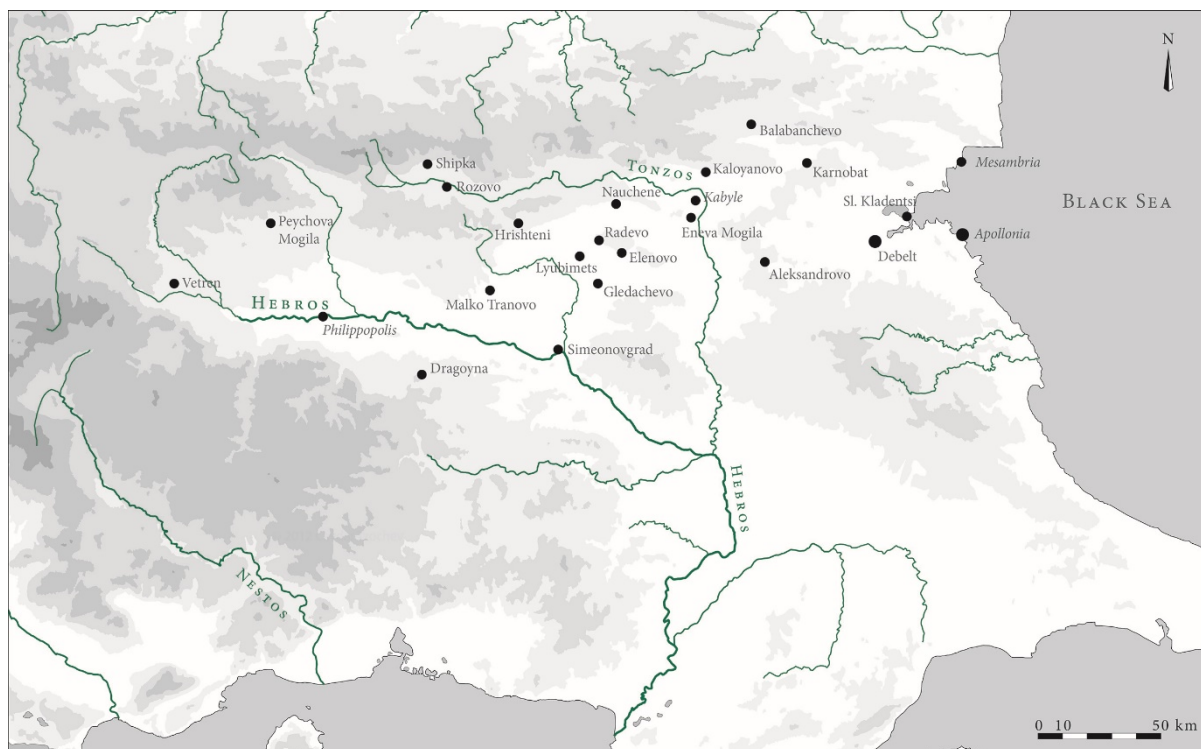 N
Balabanchevo
Shipka
Tonzos
Kaloyanovo
Karnobat
Mesambria
Rozovo
Nauchene
Kabyle
Sl. Kladentsi
Black Sea
Peychova
Mogila
Hrishteni
Radevo
Eneva Mogila
Apollonia
Lyubimets
Elenovo
Debelt
Aleksandrovo
Vetren
Hebros
Malko Tranovo
Gledachevo
Philippopolis
Simeonovgrad
Dragoyna
Hebros
Nestos
0 10 50 km